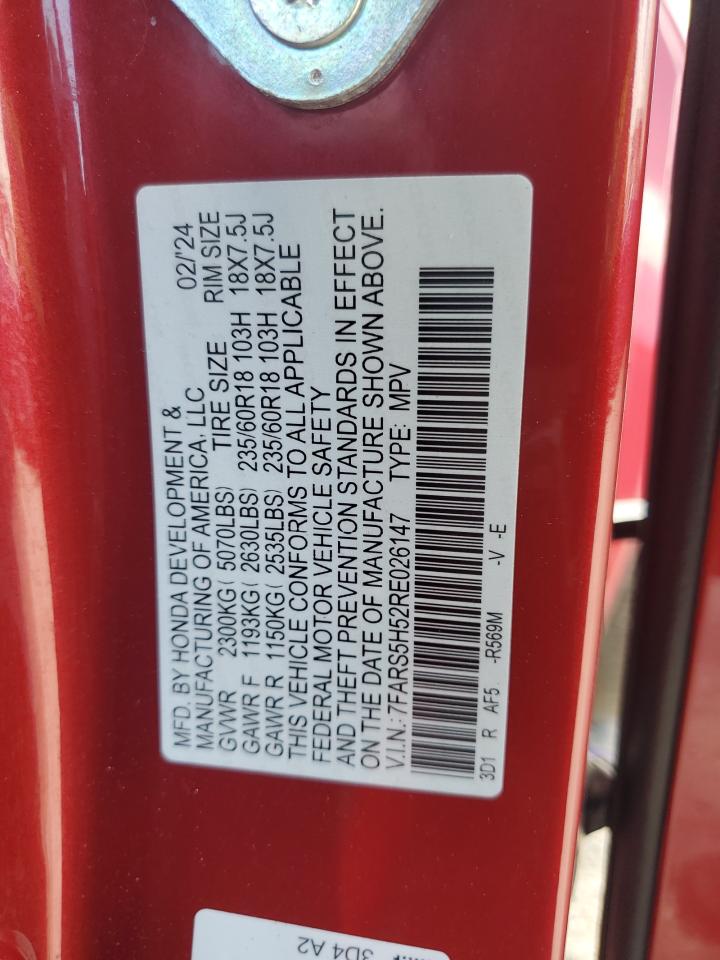 MFD. BY HONDA DEVELOPMENT &
MANUFACTURING OF AMERICA, LLC 02/'24
GVWR 2300KG( 5070LBS) TIRE SIZE RIM SIZE
GAWR F 1193KG( 2630LBS) 235/60R18 103H 18X7.5J
GAWR R 1150KG( 2535LBS) 235/60R18 103H 18X7.5J
THIS VEHICLE CONFORMS TO ALL APPLICABLE
FEDERAL MOTOR VEHICLE SAFETY
AND THEFT PREVENTION STANDARDS IN EFFECT
ON THE DATE OF MANUFACTURE SHOWN ABOVE.
V.I.N.: 7FARS5H52RE026147 TYPE: MPV
3D1 R AF5 -R569M -V -E
3D4 A2